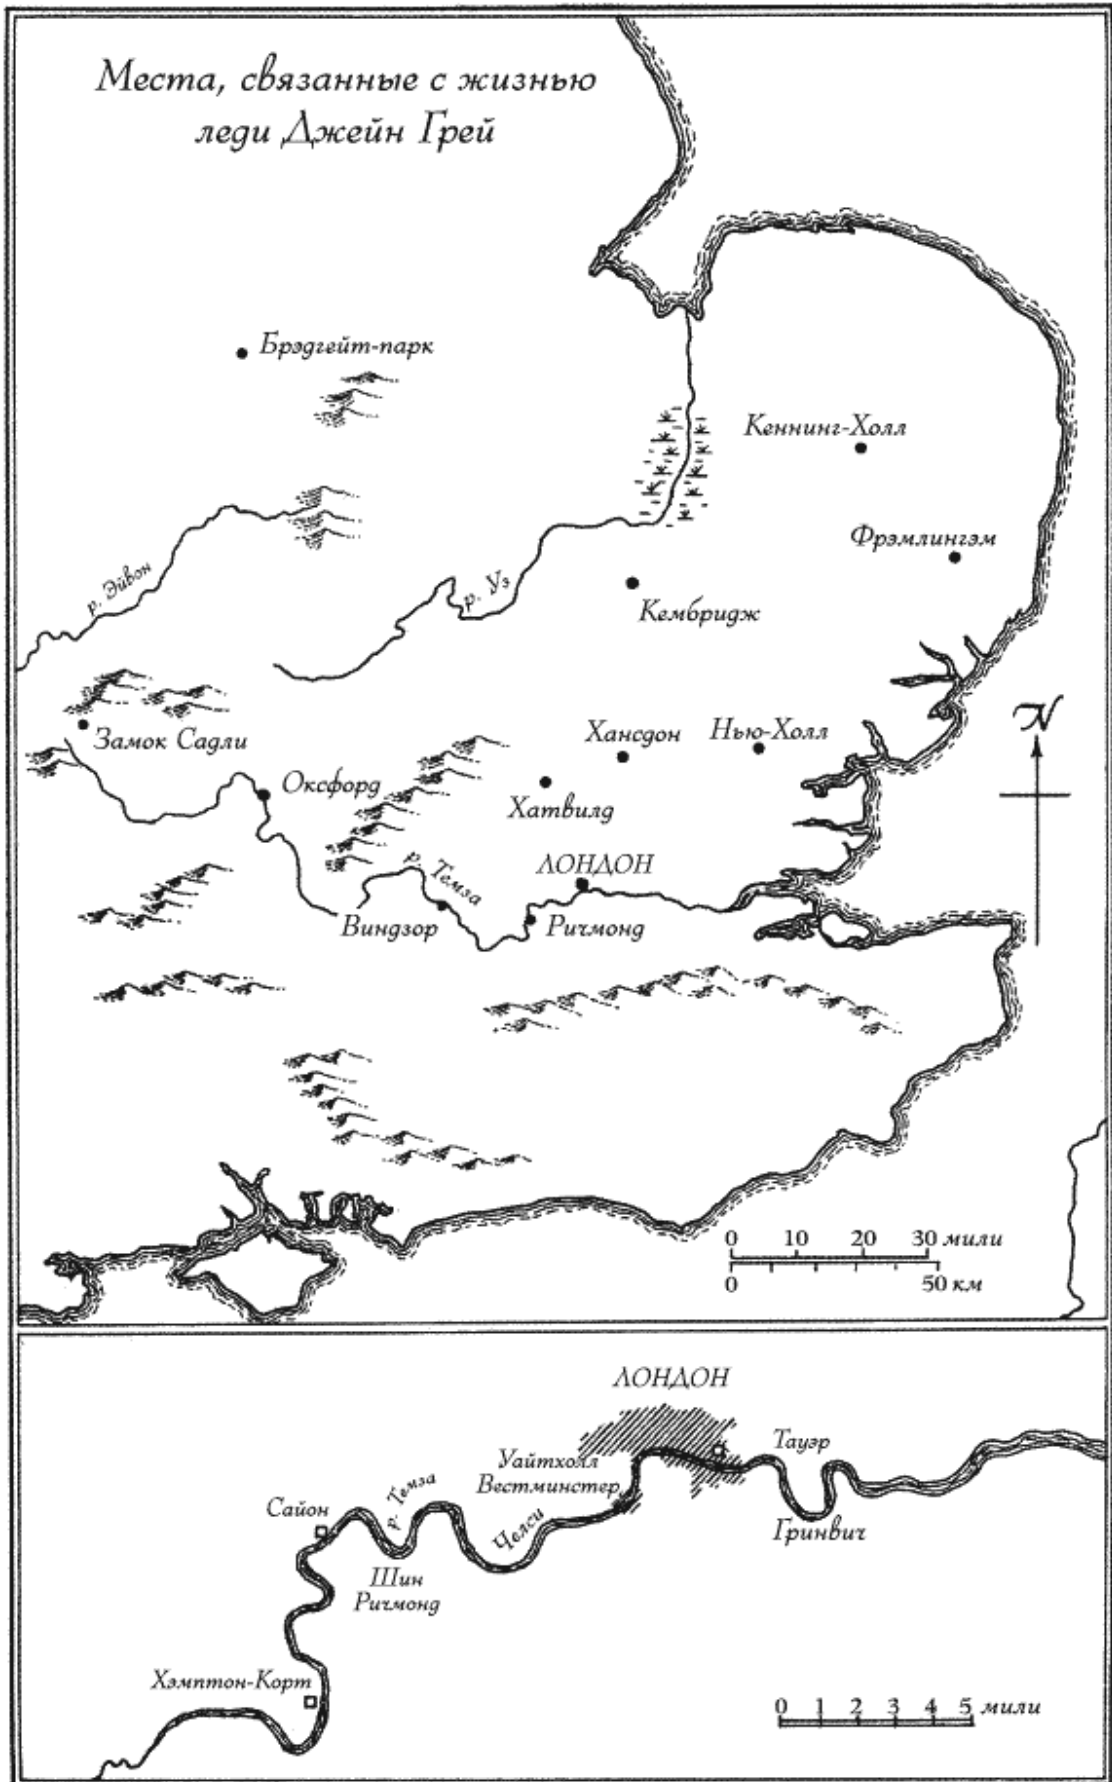 Места, связанные с жизнью
леди Джейн Грей
Брэдгейт-парк
Кеннинг-Холл
Фрэмлингэм
р. Эйвон
р. Уз
Кембридж
Замок Садли
Хансдон
Нью-Холл
N
Оксфорд
Хатвилд
р. Темза
ЛОНДОН
Виндзор
Ричмонд
0 10 20 30 мили
0 50 км
ЛОНДОН
Тауэр
Уайтхолл
Вестминстер
Сайон
р. Темза
Челси
Гринвич
Шин
Ричмонд
Хэмптон-Корт
0 1 2 3 4 5 мили